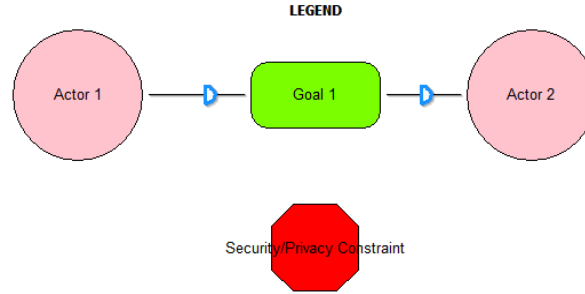 LEGEND
Actor 1
Goal 1
Actor 2
Security/Privacy Constraint